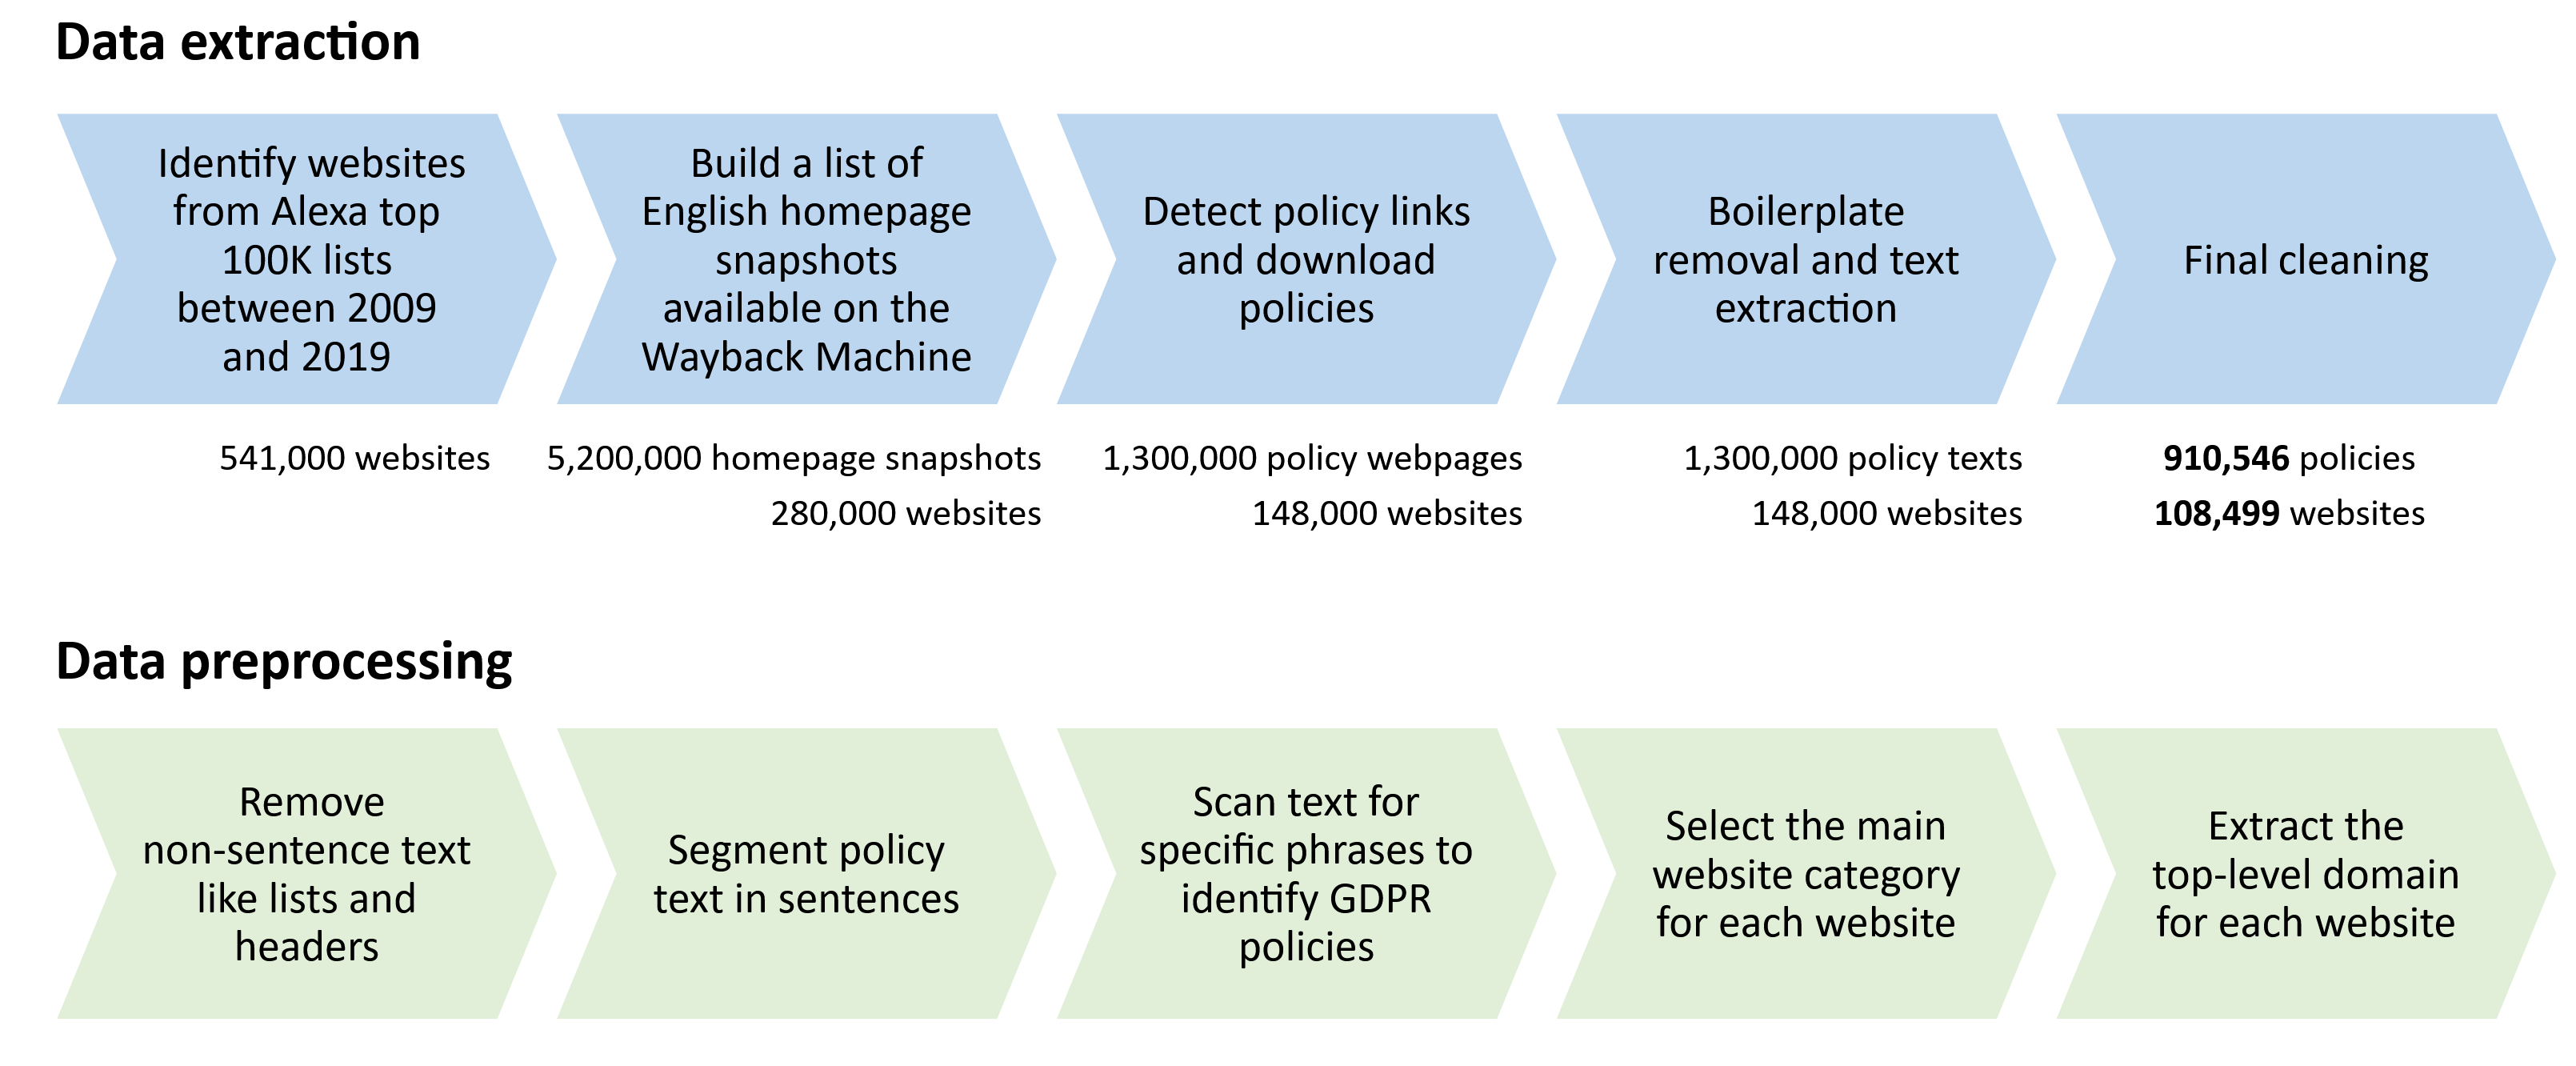 Data extraction
Identify websites
from Alexa top
100K lists
between 2009
and 2019
Build a list of
English homepage
snapshots
available on the
Wayback Machine
Detect policy links
and download
policies
Boilerplate
removal and text
extraction
Final cleaning
541,000 websites
5,200,000 homepage snapshots
280,000 websites
1,300,000 policy webpages
148,000 websites
1,300,000 policy texts
148,000 websites
910,546 policies
108,499 websites
Data preprocessing
Remove
non-sentence text
like lists and
headers
Segment policy
text in sentences
Scan text for
specific phrases to
identify GDPR
policies
Select the main
website category
for each website
Extract the
top-level domain
for each website